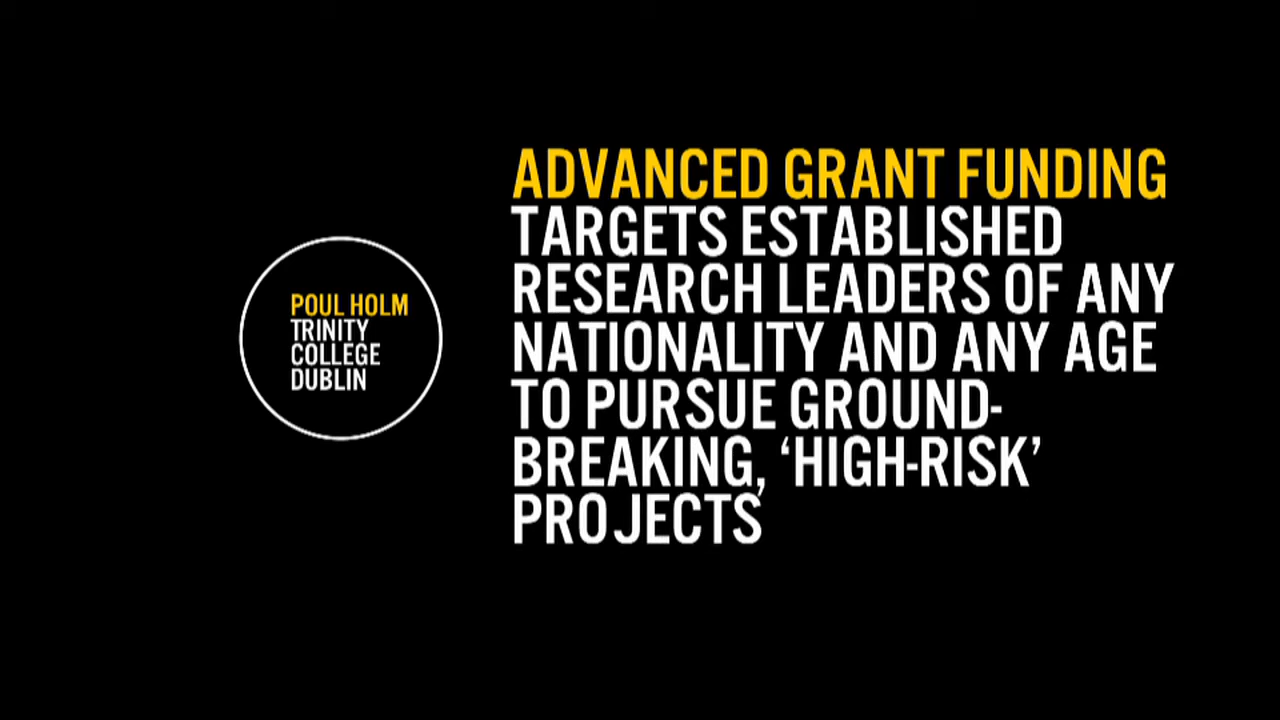 POUL HOLM
TRINITY
COLLEGE
DUBLIN
ADVANCED GRANT FUNDING
TARGETS ESTABLISHED
RESEARCH LEADERS OF ANY
NATIONALITY AND ANY AGE
TO PURSUE GROUND-
BREAKING, ‘HIGH-RISK’
PROJECTS